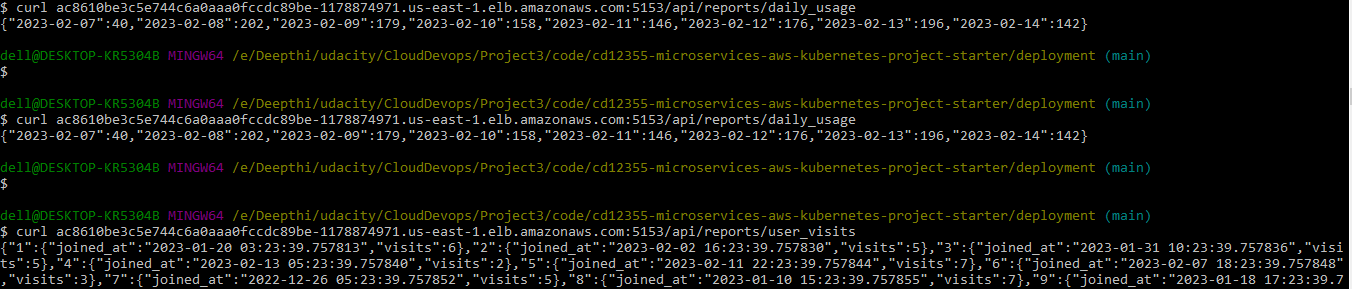 $ curl ac8610be3c5e744c6a0aaa0fccdc89be-1178874971.us-east-1.elb.amazonaws.com:5153/api/reports/daily_usage
{"2023-02-07":40,"2023-02-08":202,"2023-02-09":179,"2023-02-10":158,"2023-02-11":146,"2023-02-12":176,"2023-02-13":196,"2023-02-14":142}
dell@DESKTOP-KR5304B MINGW64 /e/Deepthi/udacity/CloudDevops/Project3/code/cd12355-microservices-aws-kubernetes-project-starter/deployment (main)
$
dell@DESKTOP-KR5304B MINGW64 /e/Deepthi/udacity/CloudDevops/Project3/code/cd12355-microservices-aws-kubernetes-project-starter/deployment (main)
$ curl ac8610be3c5e744c6a0aaa0fccdc89be-1178874971.us-east-1.elb.amazonaws.com:5153/api/reports/daily_usage
{"2023-02-07":40,"2023-02-08":202,"2023-02-09":179,"2023-02-10":158,"2023-02-11":146,"2023-02-12":176,"2023-02-13":196,"2023-02-14":142}
dell@DESKTOP-KR5304B MINGW64 /e/Deepthi/udacity/CloudDevops/Project3/code/cd12355-microservices-aws-kubernetes-project-starter/deployment (main)
$
dell@DESKTOP-KR5304B MINGW64 /e/Deepthi/udacity/CloudDevops/Project3/code/cd12355-microservices-aws-kubernetes-project-starter/deployment (main)
$ curl ac8610be3c5e744c6a0aaa0fccdc89be-1178874971.us-east-1.elb.amazonaws.com:5153/api/reports/user_visits
{"1":{"joined_at":"2023-01-20 03:23:39.757813","visits":6},"2":{"joined_at":"2023-02-02 16:23:39.757830","visits":5},"3":{"joined_at":"2023-01-31 10:23:39.757836","visi
ts":5},"4":{"joined_at":"2023-02-13 05:23:39.757840","visits":2},"5":{"joined_at":"2023-02-11 22:23:39.757844","visits":7},"6":{"joined_at":"2023-02-07 18:23:39.757848"
,"visits":3},"7":{"joined_at":"2022-12-26 05:23:39.757852","visits":5},"8":{"joined_at":"2023-01-10 15:23:39.757855","visits":7},"9":{"joined_at":"2023-01-18 17:23:39.7